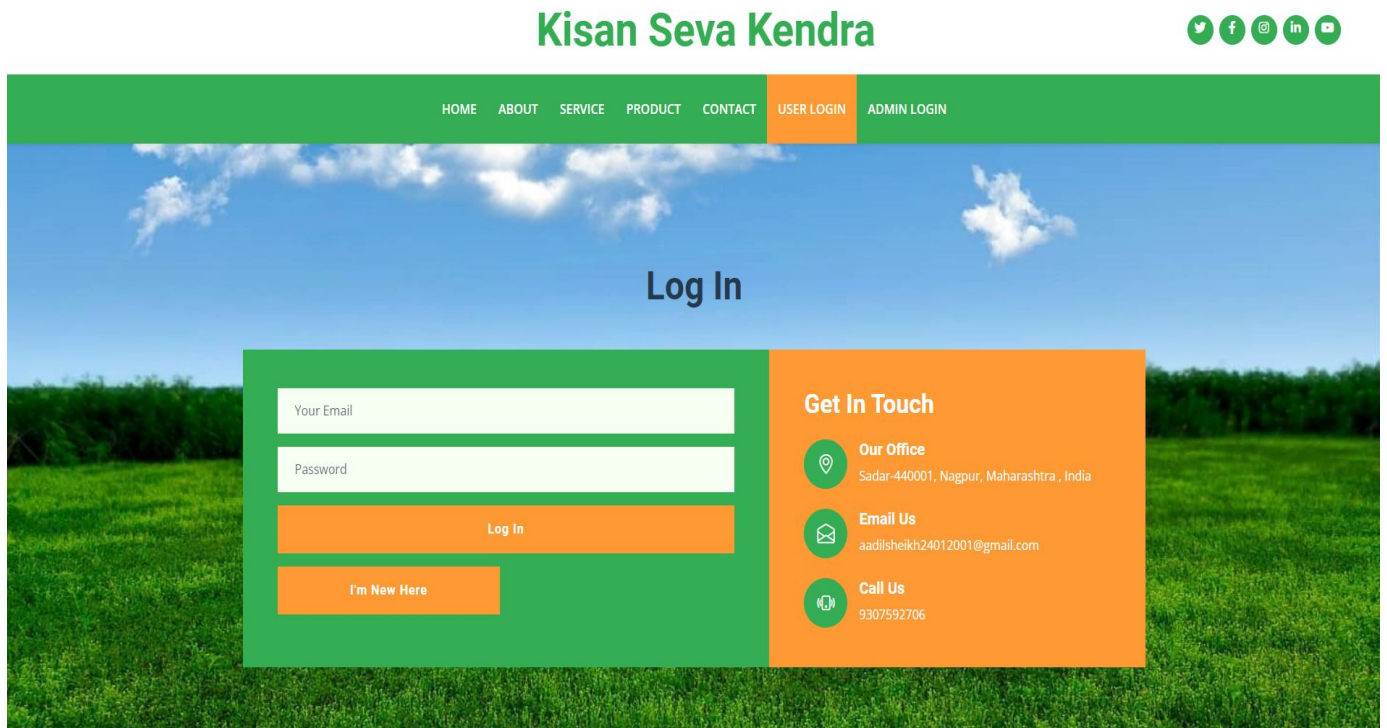 Kisan Seva Kendra
HOME ABOUT SERVICE PRODUCT CONTACT USER LOGIN ADMIN LOGIN
Log In
Your Email
Password
Log In
I'm New Here
Get In Touch
Our Office
Sadar-440001, Nagpur, Maharashtra , India
Email Us
aadilsheikh24012001@gmail.com
Call Us
9307592706